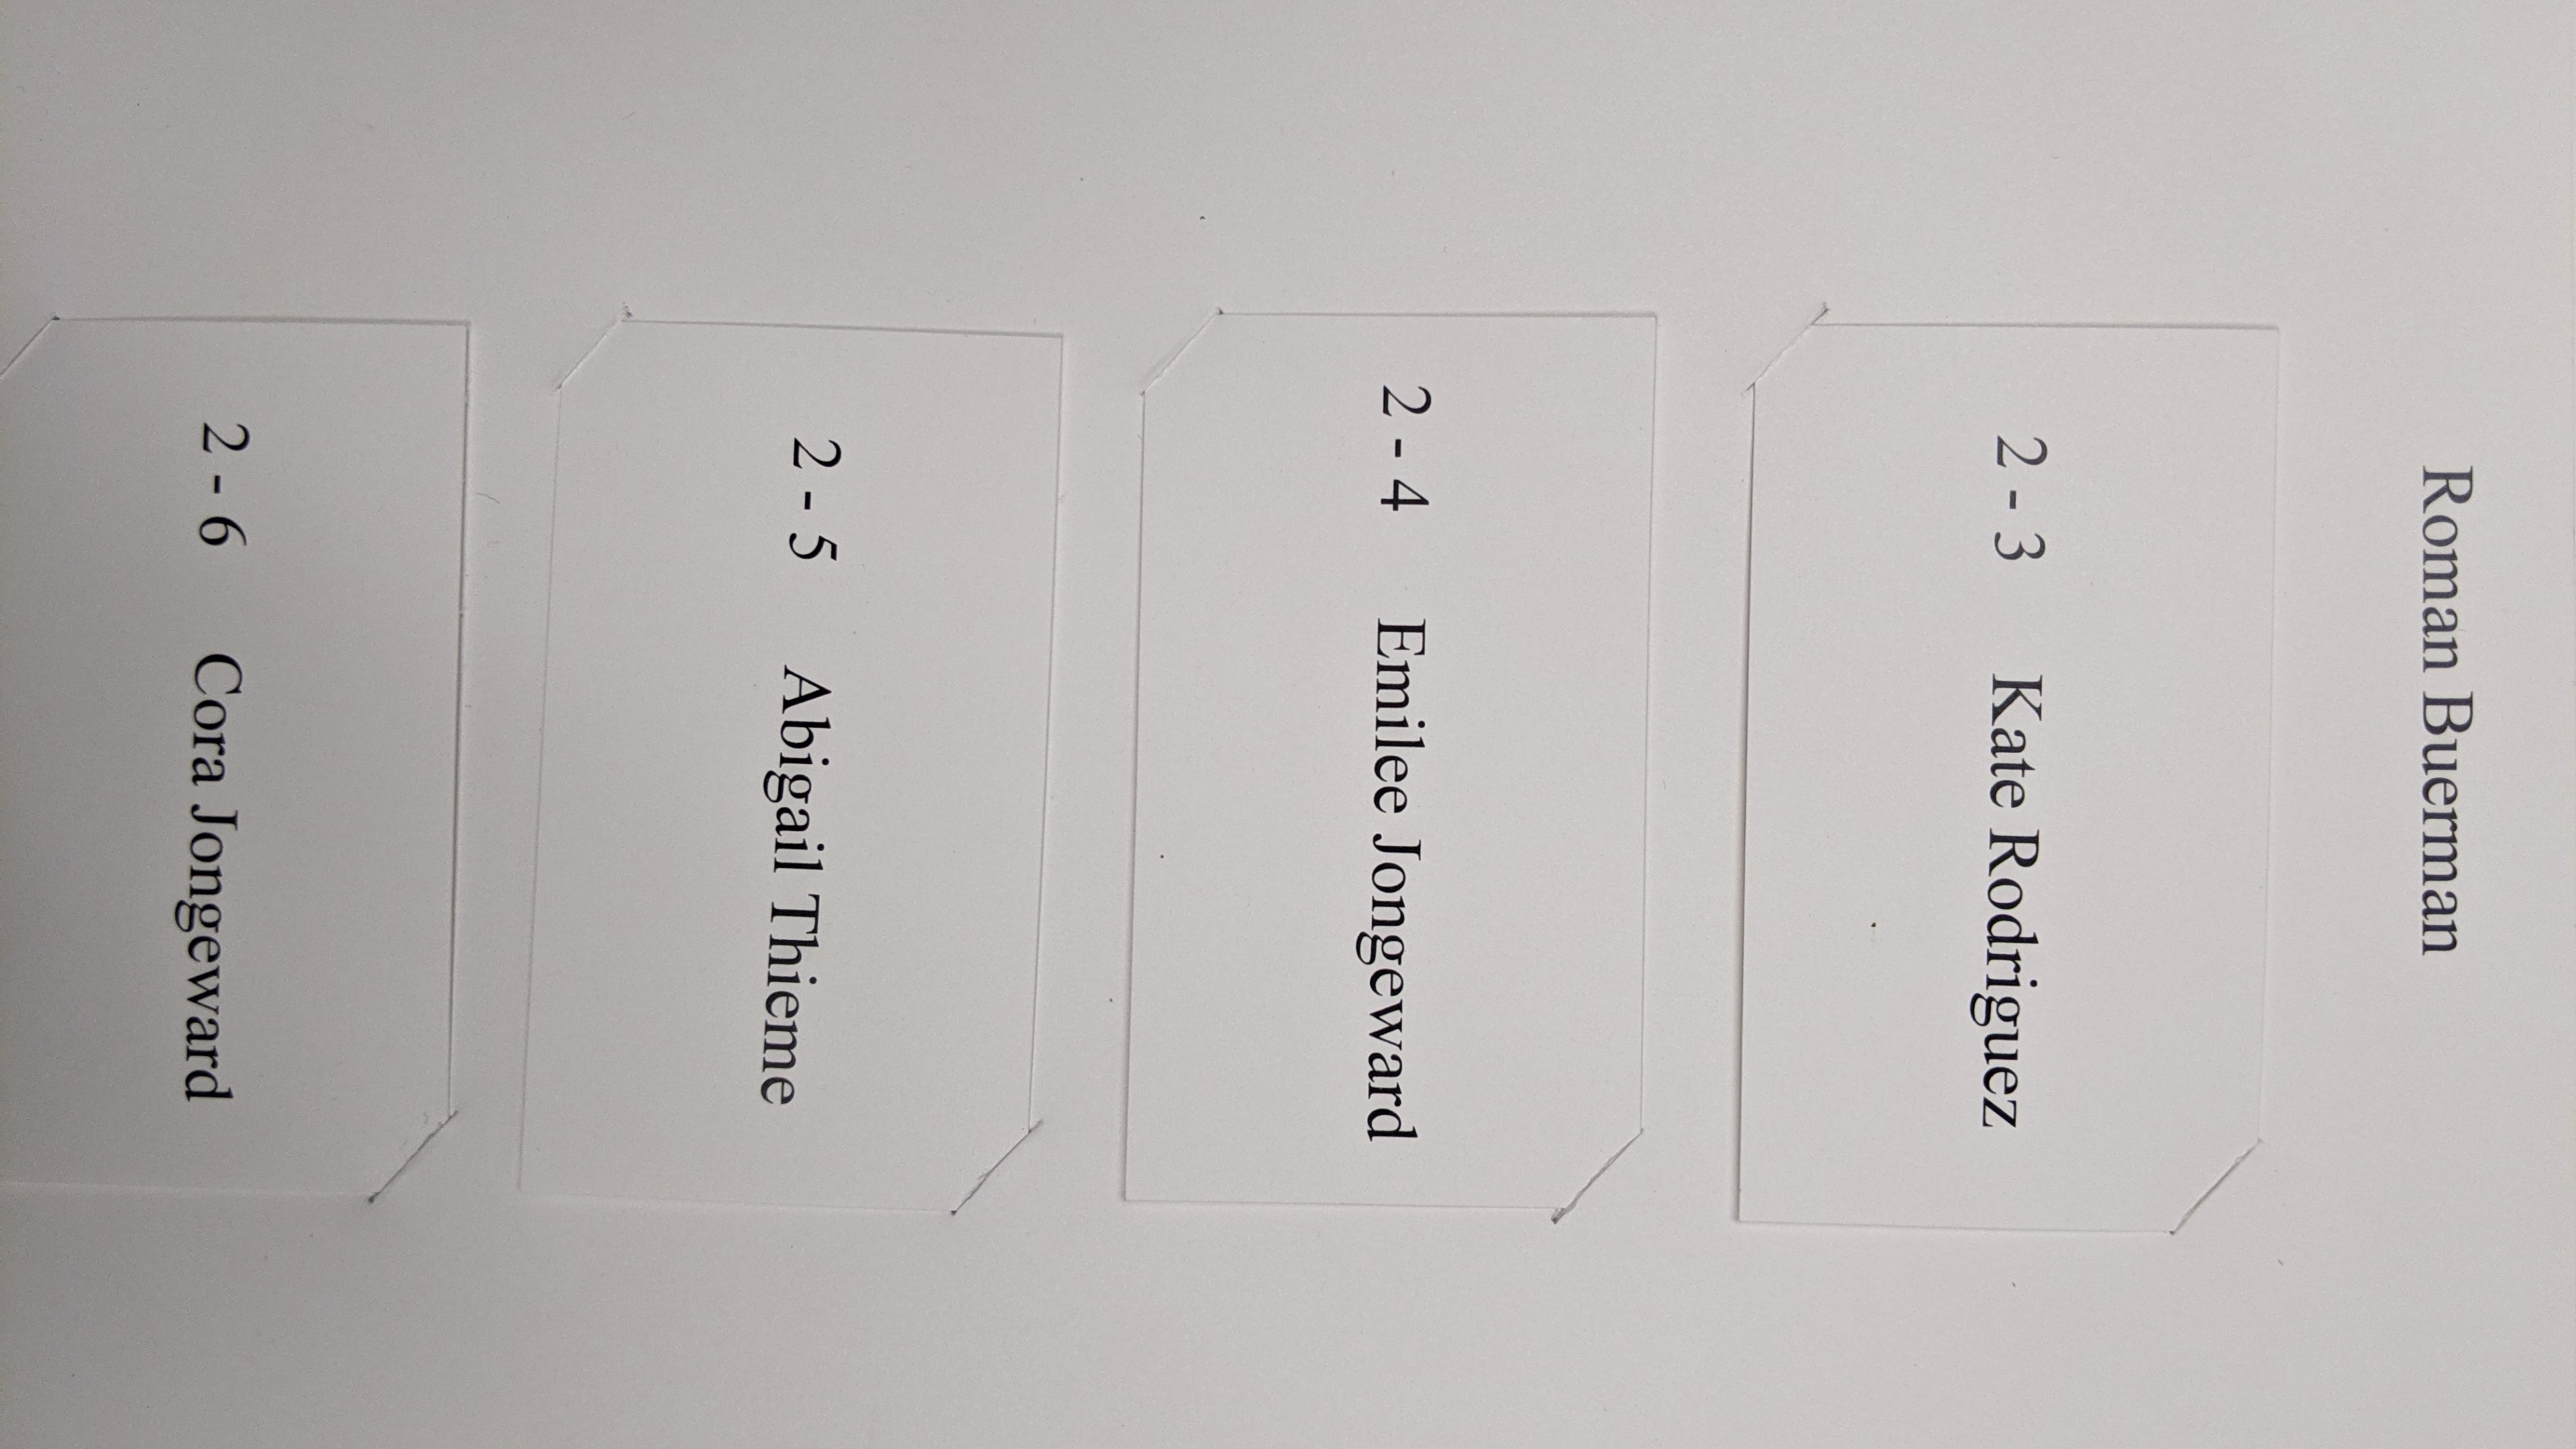 Roman Buerman
2 - 3 Kate Rodriguez
2 - 4 Emilee Jongeward
2 - 5 Abigail Thieme
2 - 6 Cora Jongeward